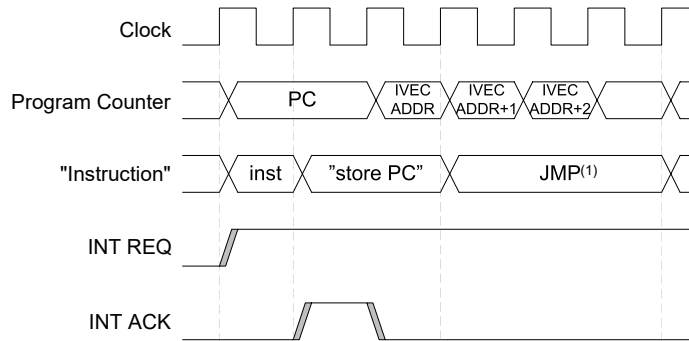 Clock
Program Counter
PC
IVEC
ADDR
IVEC
ADDR+1
IVEC
ADDR+2
"Instruction"
inst
"store PC"
JMP(1)
INT REQ
INT ACK